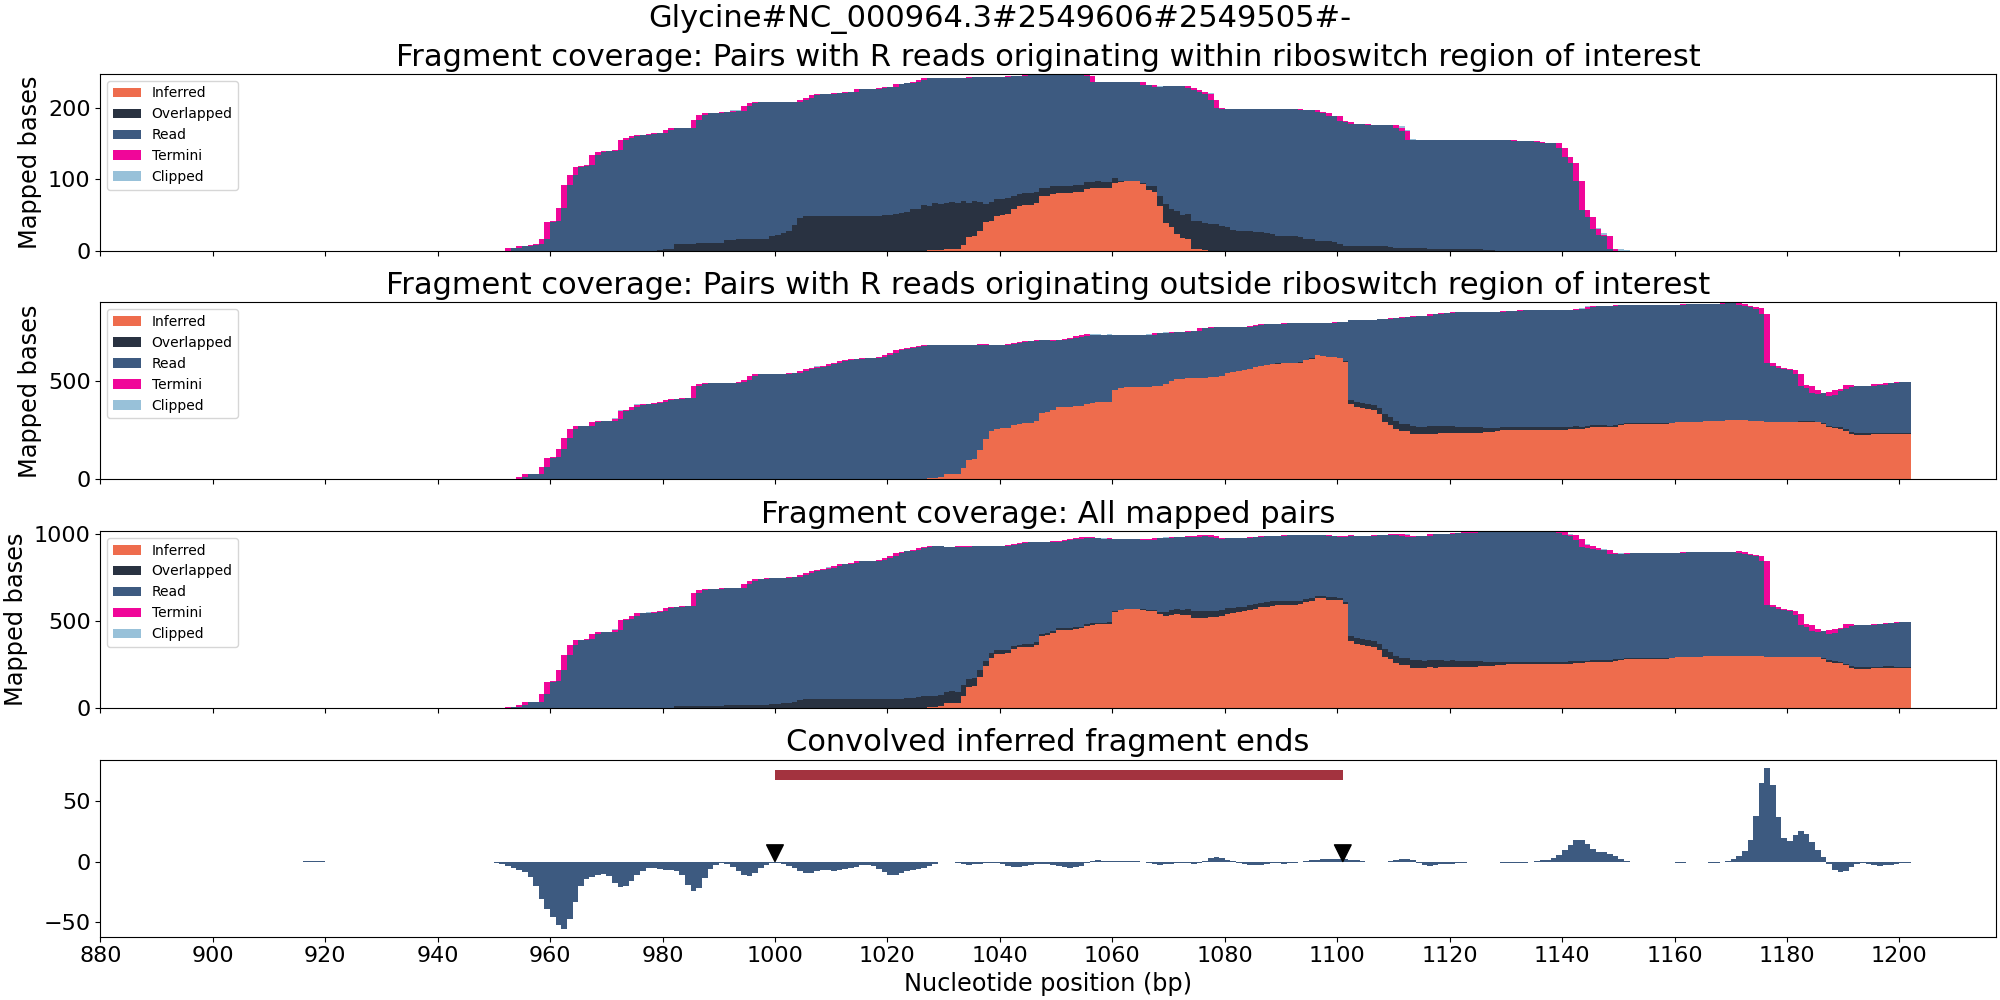 Glycine#NC_000964.3#2549606#2549505#-
Fragment coverage: Pairs with R reads originating within riboswitch region of interest
Mapped bases
200
100
0
Inferred
Overlapped
Read
Termini
Clipped
Fragment coverage: Pairs with R reads originating outside riboswitch region of interest
Mapped bases
500
0
Inferred
Overlapped
Read
Termini
Clipped
Fragment coverage: All mapped pairs
Mapped bases
1000
500
0
Inferred
Overlapped
Read
Termini
Clipped
Convolved inferred fragment ends
50
0
−50
880 900 920 940 960 980 1000 1020 1040 1060 1080 1100 1120 1140 1160 1180 1200
Nucleotide position (bp)